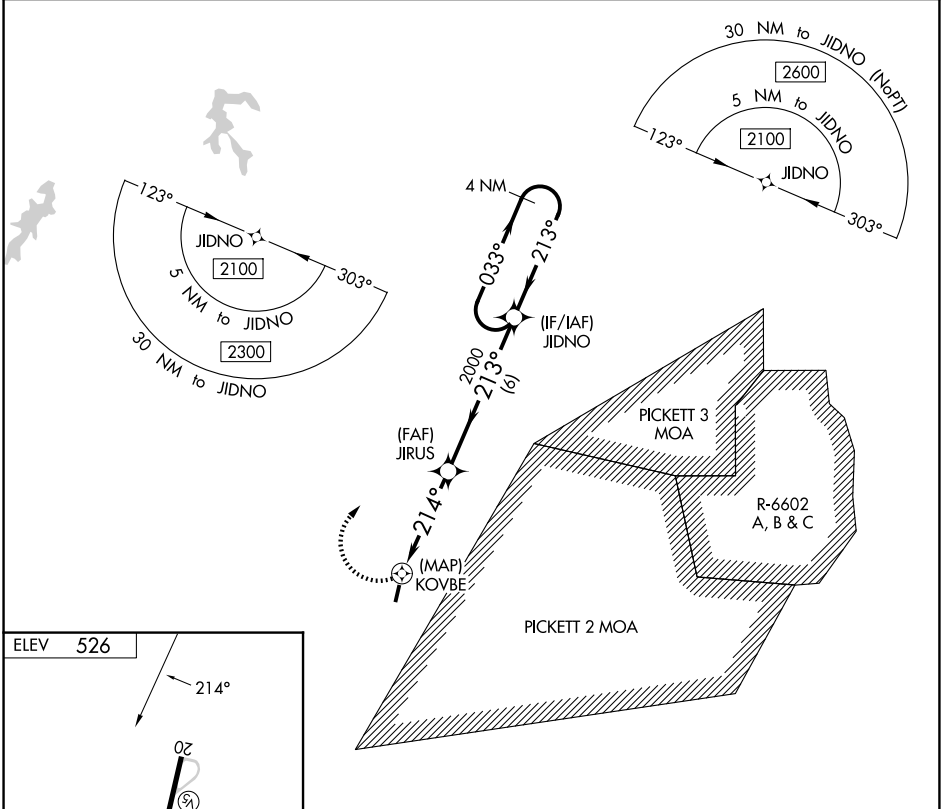 30 NM to JIDNO (NoPT)
2600
5 NM to JIDNO
2100
123°
JIDNO
303°
123°
JIDNO
2100
303°
5 NM to JIDNO
2300
30 NM to JIDNO
4 NM
033°
213°
(IF/IAF)
JIDNO
2000
213°
(6)
(FAF)
JIRUS
214°
(MAP)
KOVBE
PICKETT 3
MOA
R-6602
A, B & C
PICKETT 2 MOA
ELEV 526
214°
20
V5